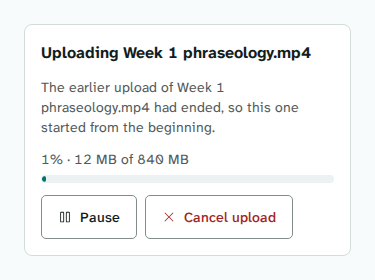 Uploading Week 1 phraseology.mp4
The earlier upload of Week 1
phraseology.mp4 had ended, so this one
started from the beginning.
1% · 12 MB of 840 MB
Pause
Cancel upload